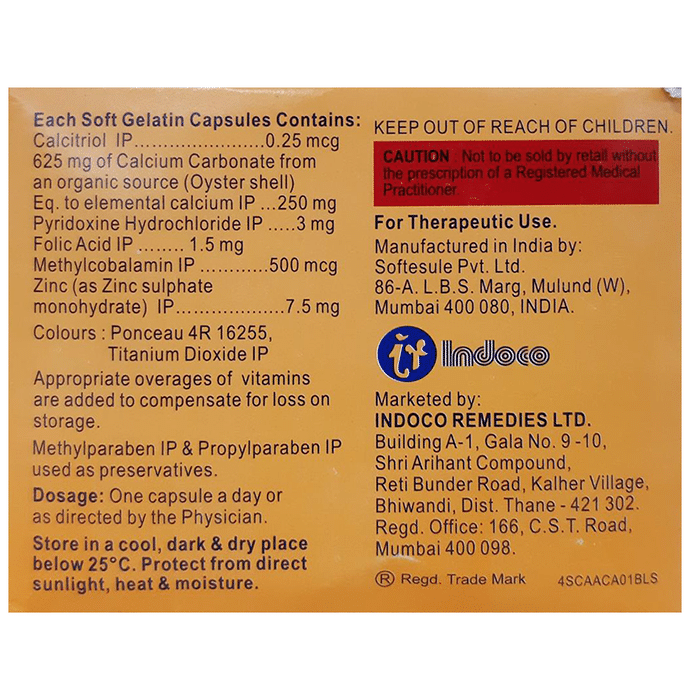 Each Soft Gelatin Capsules Contains:
Calcitriol IP........................0.25 mcg
625 mg of Calcium Carbonate from
an organic source (Oyster shell)
Eq. to elemental calcium IP ...250 mg
Pyridoxine Hydrochloride IP .....3 mg
Folic Acid IP ........ 1.5 mg
Methylcobalamin IP ............500 mcg
Zinc (as Zinc sulphate
monohydrate) IP.....................7.5 mg
Colours : Ponceau 4R 16255,
Titanium Dioxide IP
Appropriate overages of vitamins
are added to compensate for loss on
storage.
Methylparaben IP & Propylparaben IP
used as preservatives.
Dosage: One capsule a day or
as directed by the Physician.
Store in a cool, dark & dry place
below 25°C. Protect from direct
sunlight, heat & moisture.
KEEP OUT OF REACH OF CHILDREN.
CAUTION : Not to be sold by retail without
the prescription of a Registered Medical
Practitioner
For Therapeutic Use.
Manufactured in India by:
Softesule Pvt. Ltd.
86-A. L.B.S. Marg, Mulund (W),
Mumbai 400 080, INDIA.
ir Indoco
Marketed by:
INDOCO REMEDIES LTD.
Building A-1, Gala No. 9 -10,
Shri Arihant Compound,
Reti Bunder Road, Kalher Village,
Bhiwandi, Dist. Thane - 421 302.
Regd. Office: 166, C.S.T. Road,
Mumbai 400 098.
® Regd. Trade Mark 4SCAACA01BLS